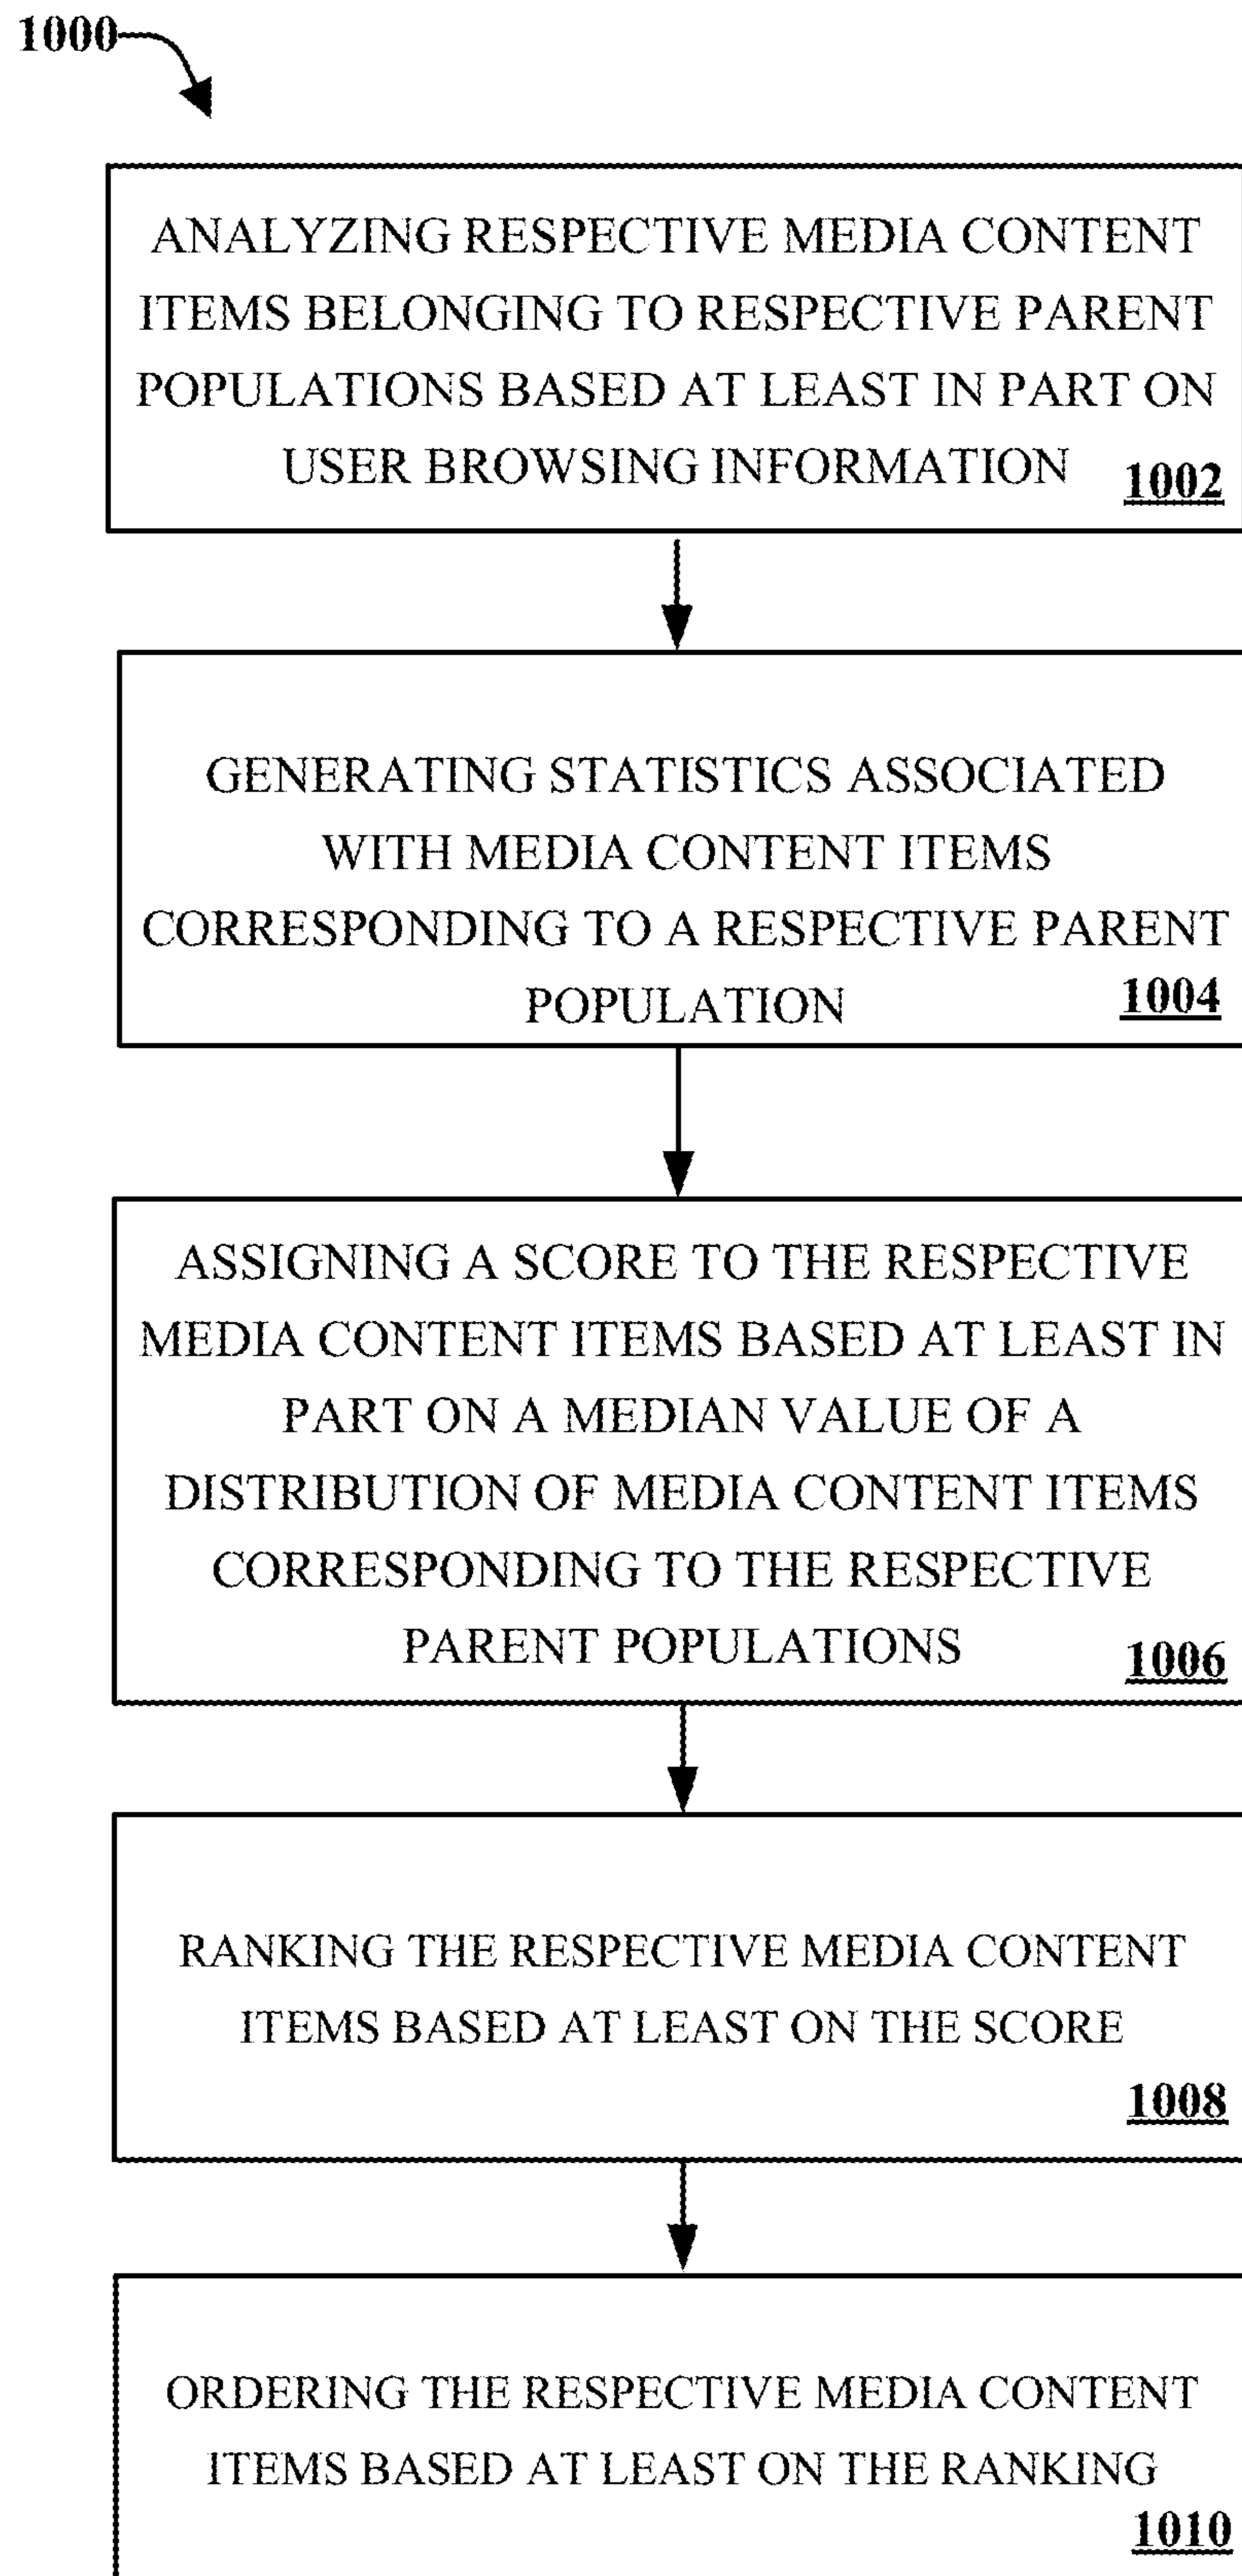 1000
ANALYZING RESPECTIVE MEDIA CONTENT
ITEMS BELONGING TO RESPECTIVE PARENT
POPULATIONS BASED AT LEAST IN PART ON
USER BROWSING INFORMATION
1002
GENERATING STATISTICS ASSOCIATED
WITH MEDIA CONTENT ITEMS
CORRESPONDING TO A RESPECTIVE PARENT
POPULATION
1004
ASSIGNING A SCORE TO THE RESPECTIVE
MEDIA CONTENT ITEMS BASED AT LEAST IN
PART ON A MEDIAN VALUE OF A
DISTRIBUTION OF MEDIA CONTENT ITEMS
CORRESPONDING TO THE RESPECTIVE
PARENT POPULATIONS
1006
RANKING THE RESPECTIVE MEDIA CONTENT
ITEMS BASED AT LEAST ON THE SCORE
1008
ORDERING THE RESPECTIVE MEDIA CONTENT
ITEMS BASED AT LEAST ON THE RANKING
1010